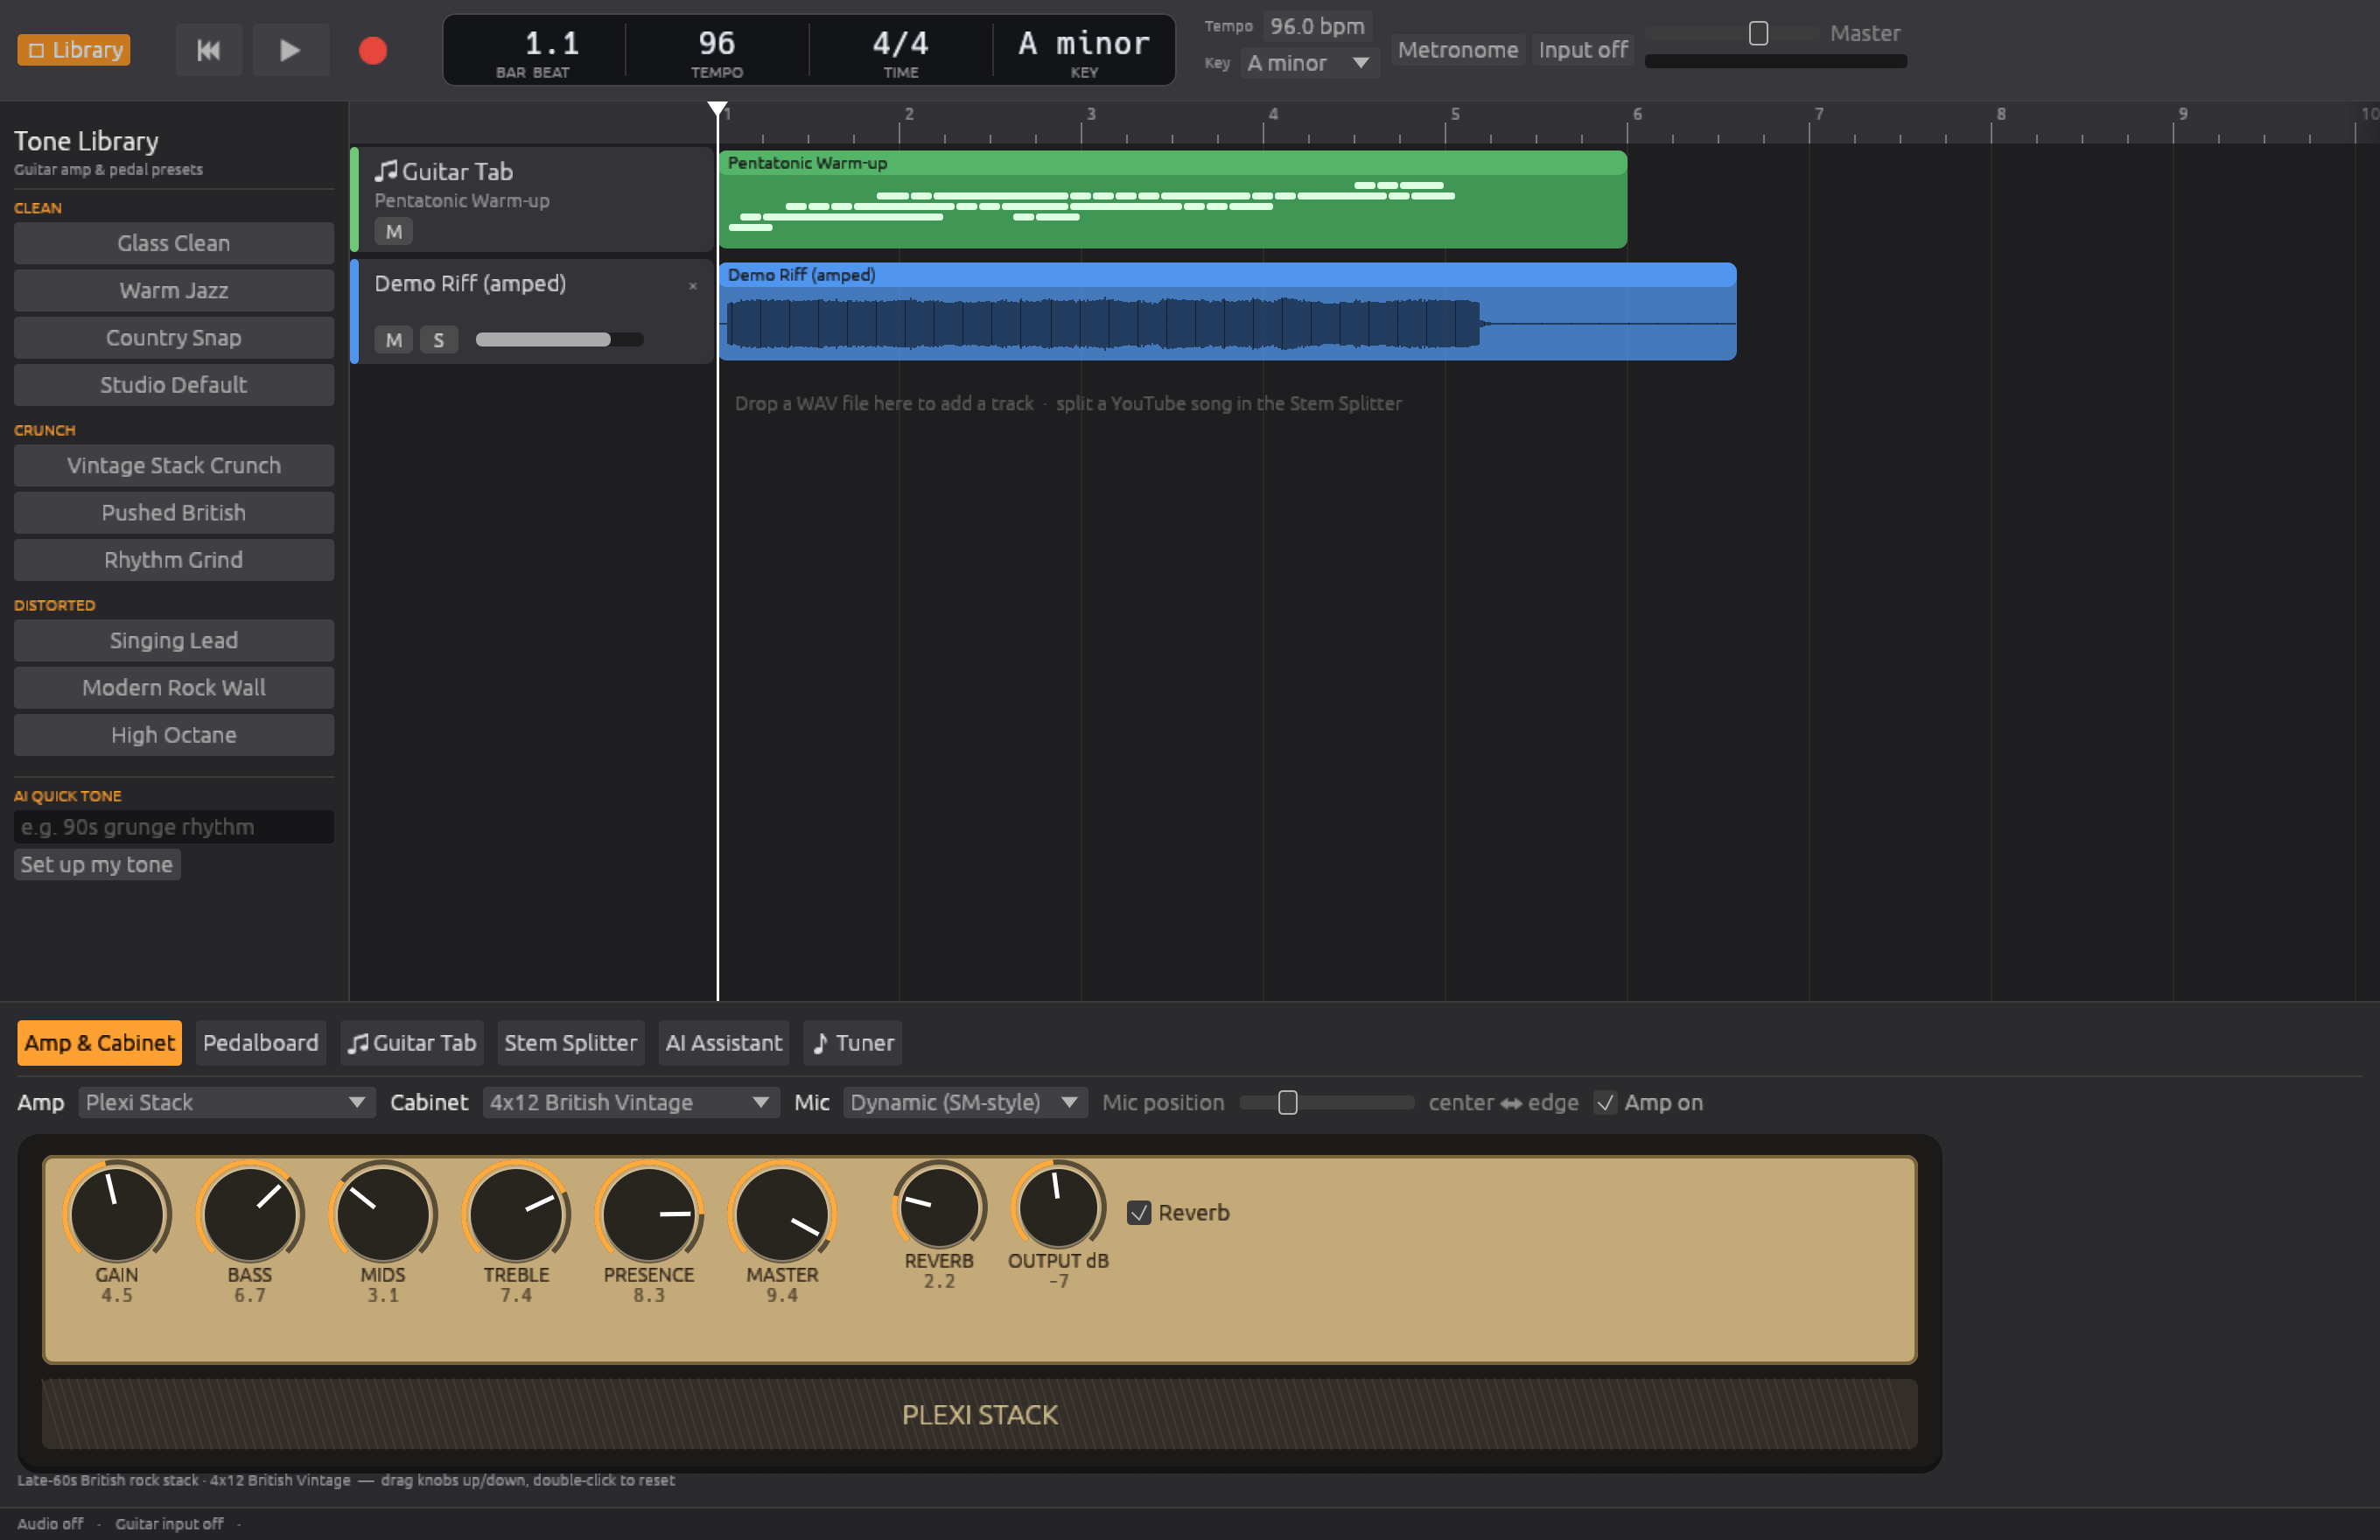 Library
1.1
BAR BEAT
96
TEMPO
4/4
TIME
A minor
KEY
Tempo 96.0 bpm
Key A minor
Metronome
Input off
Master
Tone Library
Guitar amp & pedal presets
CLEAN
Glass Clean
Warm Jazz
Country Snap
Studio Default
CRUNCH
Vintage Stack Crunch
Pushed British
Rhythm Grind
DISTORTED
Singing Lead
Modern Rock Wall
High Octane
AI QUICK TONE
e.g. 90s grunge rhythm
Set up my tone
1 2 3 4 5 6 7 8 9 10
Guitar Tab
Pentatonic Warm-up
M
Pentatonic Warm-up
Demo Riff (amped) ×
M S
Demo Riff (amped)
Drop a WAV file here to add a track · split a YouTube song in the Stem Splitter
Amp & Cabinet
Pedalboard
Guitar Tab
Stem Splitter
AI Assistant
Tuner
Amp Plexi Stack Cabinet 4x12 British Vintage Mic Dynamic (SM-style) Mic position center ⬌ edge Amp on
GAIN
4.5
BASS
6.7
MIDS
3.1
TREBLE
7.4
PRESENCE
8.3
MASTER
9.4
REVERB
2.2
OUTPUT dB
-7
Reverb
PLEXI STACK
Late-60s British rock stack · 4x12 British Vintage — drag knobs up/down, double-click to reset
Audio off · Guitar input off ·